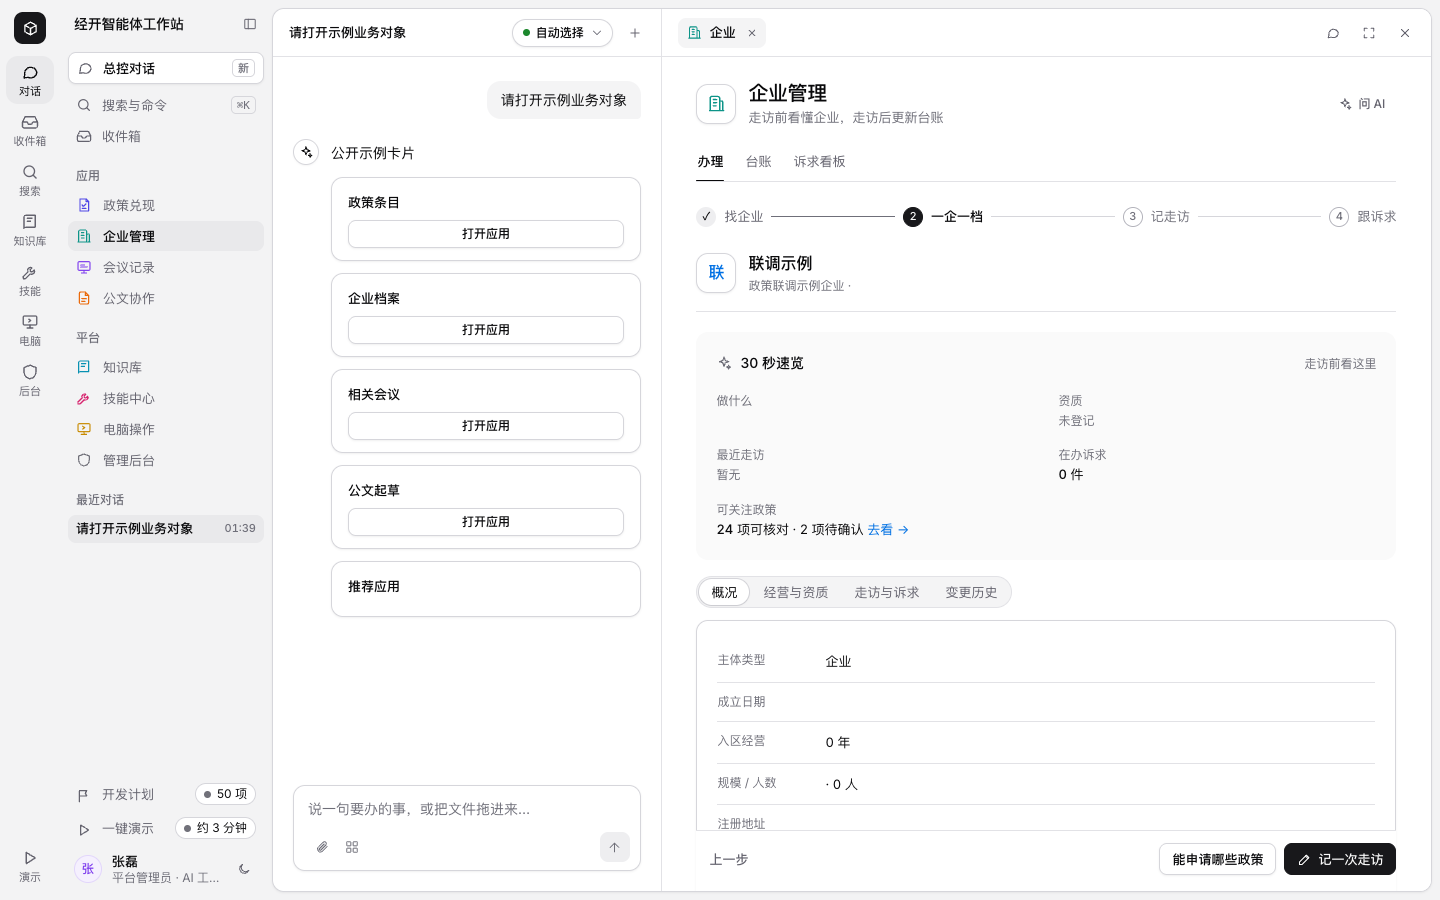 对话
收件箱
搜索
知识库
技能
电脑
后台
演示
经开智能体工作站
总控对话 新
搜索与命令 ⌘K
收件箱
应用
政策兑现
企业管理
会议记录
公文协作
平台
知识库
技能中心
电脑操作
管理后台
最近对话
请打开示例业务对象 01:39
开发计划 50 项
一键演示 约 3 分钟
张
张磊
平台管理员 · AI 工...
请打开示例业务对象 自动选择
请打开示例业务对象
公开示例卡片
政策条目
打开应用
企业档案
打开应用
相关会议
打开应用
公文起草
打开应用
推荐应用
说一句要办的事，或把文件拖进来...
企业
企业管理
走访前看懂企业，走访后更新台账
问 AI
办理 台账 诉求看板
✓ 找企业 2 一企一档 3 记走访 4 跟诉求
联
联调示例
政策联调示例企业 ·
30 秒速览 走访前看这里
做什么 资质
未登记
最近走访 在办诉求
暂无 0 件
可关注政策
24 项可核对 · 2 项待确认 去看 →
概况 经营与资质 走访与诉求 变更历史
主体类型 企业
成立日期
入区经营 0 年
规模 / 人数 · 0 人
注册地址
上一步 能申请哪些政策 记一次走访